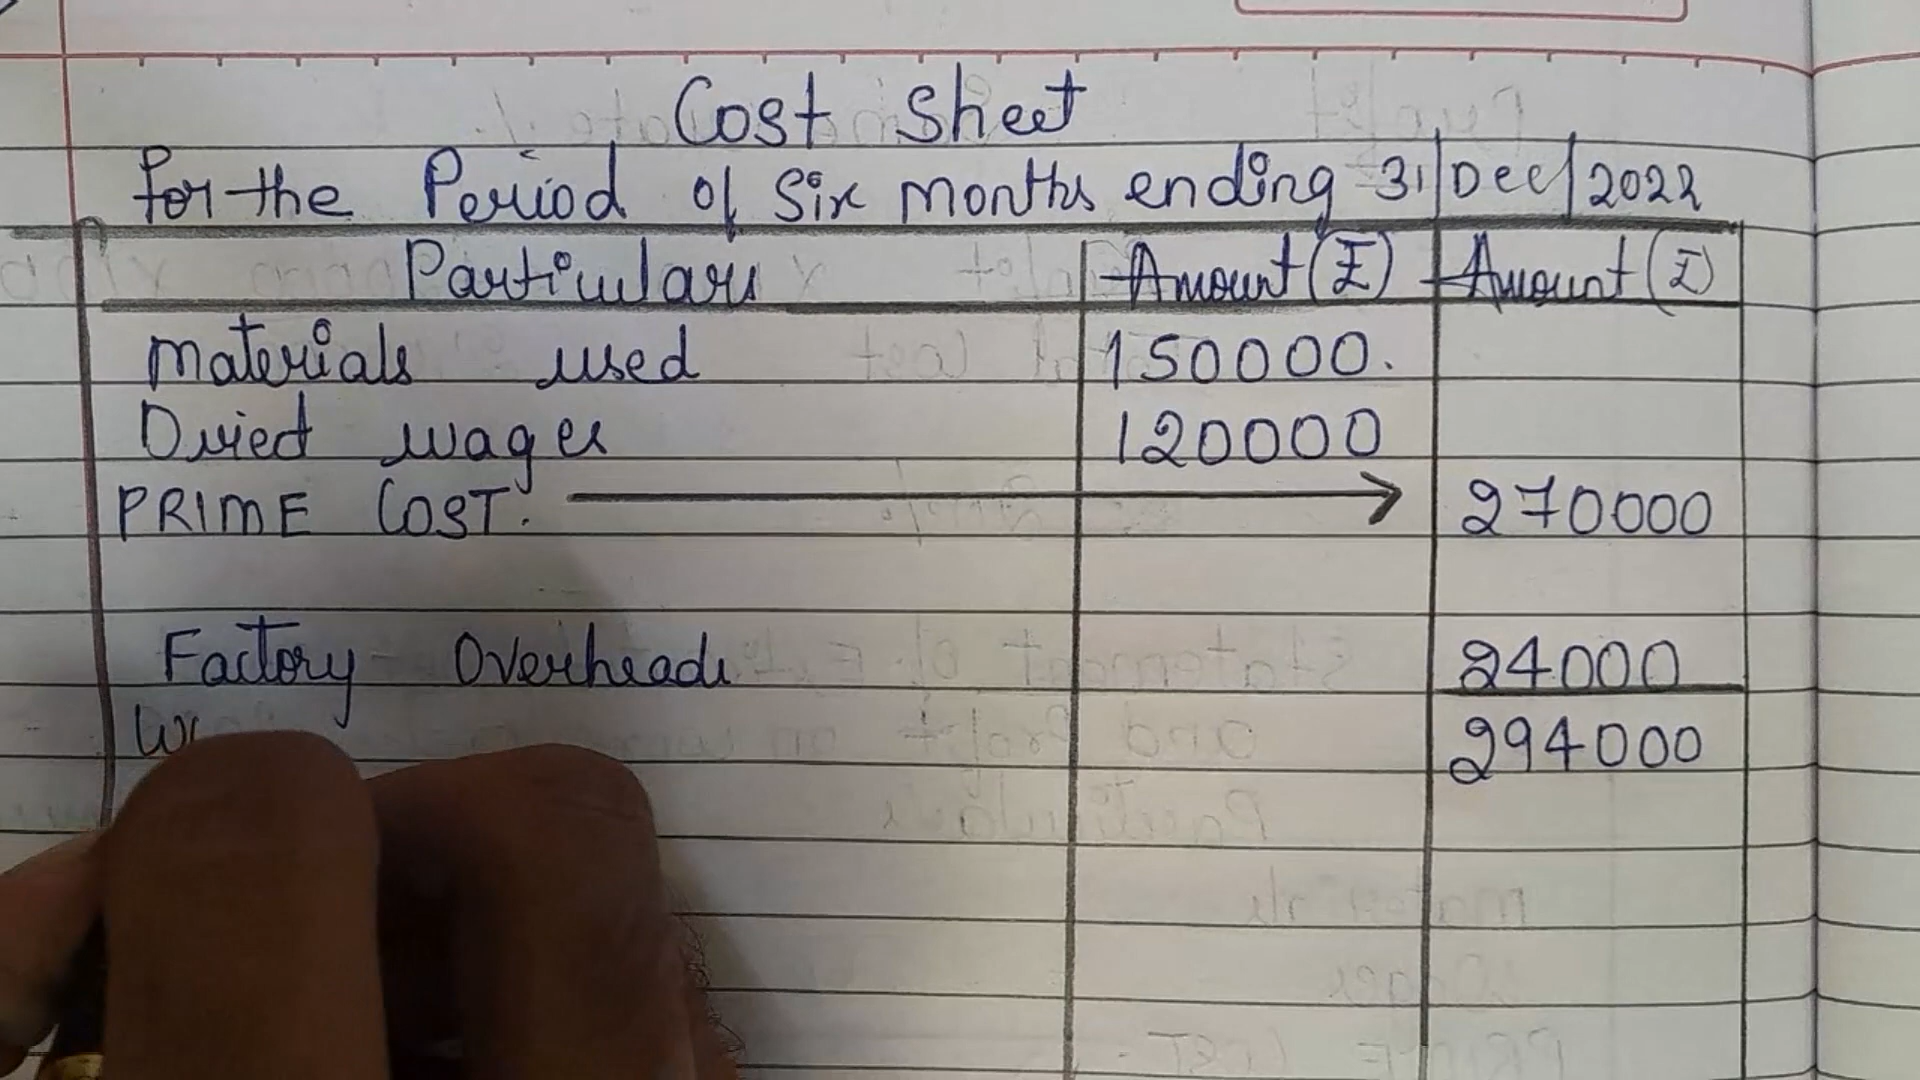 Cost Sheet
For the Period of Six months ending 31/Dec/2022
Particulars Amount(₹) Amount(₹)
Materials used 150000.
Direct wages 120000
PRIME COST. 270000
Factory Overheads 24000
294000